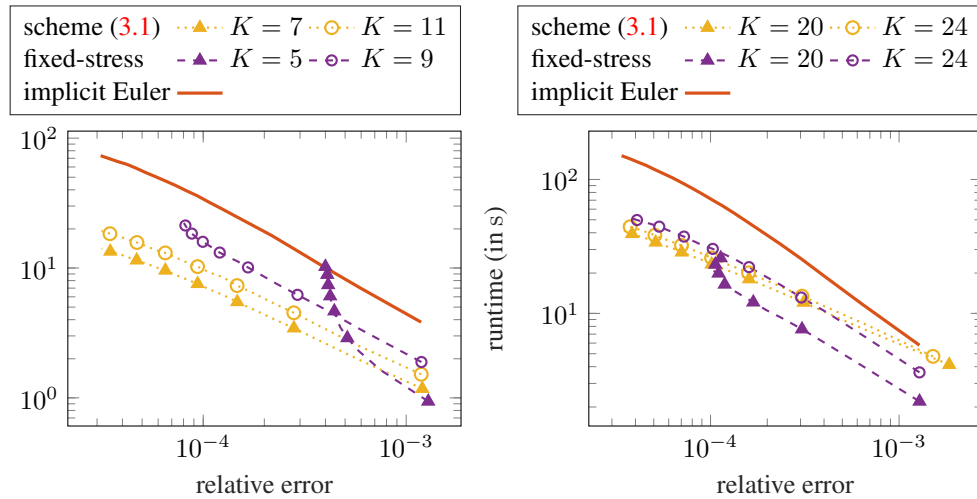 scheme (3.1) K = 7 K = 11
fixed-stress K = 5 K = 9
implicit Euler
10^2
10^1
10^0
10^−4 10^−3
relative error
scheme (3.1) K = 20 K = 24
fixed-stress K = 20 K = 24
implicit Euler
runtime (in s)
10^2
10^1
10^−4 10^−3
relative error